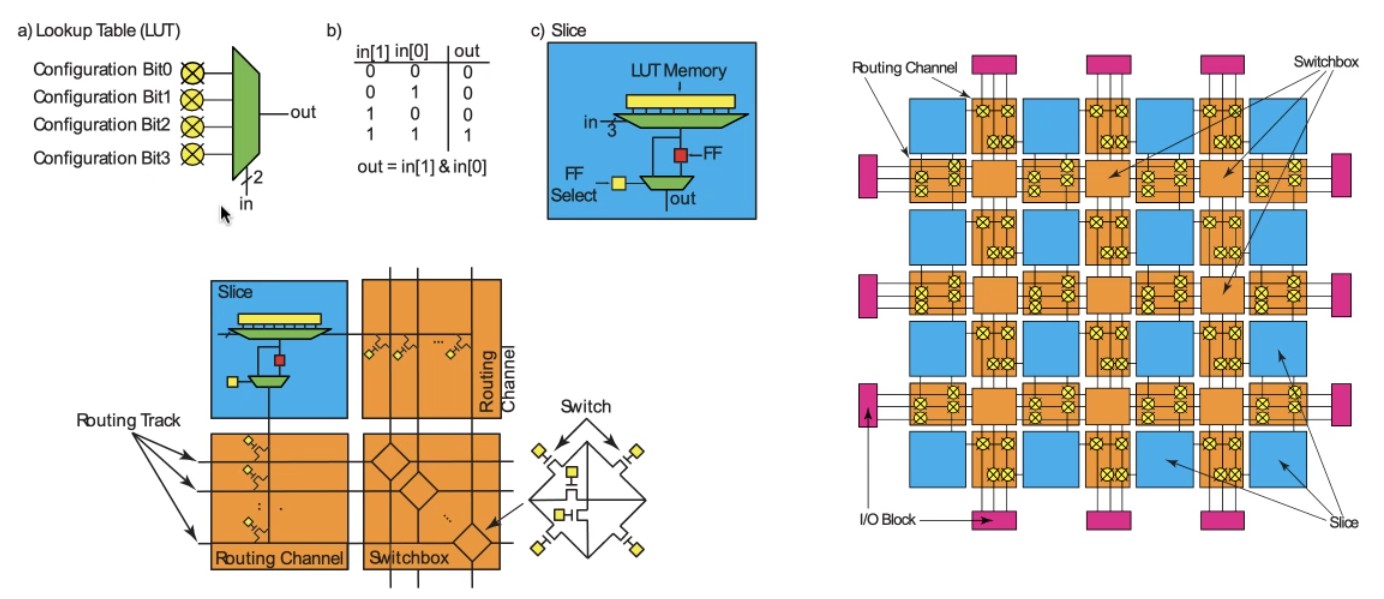 a) Lookup Table (LUT)
Configuration Bit0
Configuration Bit1
Configuration Bit2
Configuration Bit3
out
2
in
b)
in[1] in[0] out
0 0 0
0 1 0
1 0 0
1 1 1
out = in[1] & in[0]
c) Slice
LUT Memory
in
3
FF
FF
Select
out
Slice
...
Routing
Channel
Routing Track
Switch
Routing Channel
Switchbox
...
Routing Channel
Switchbox
I/O Block
Slice